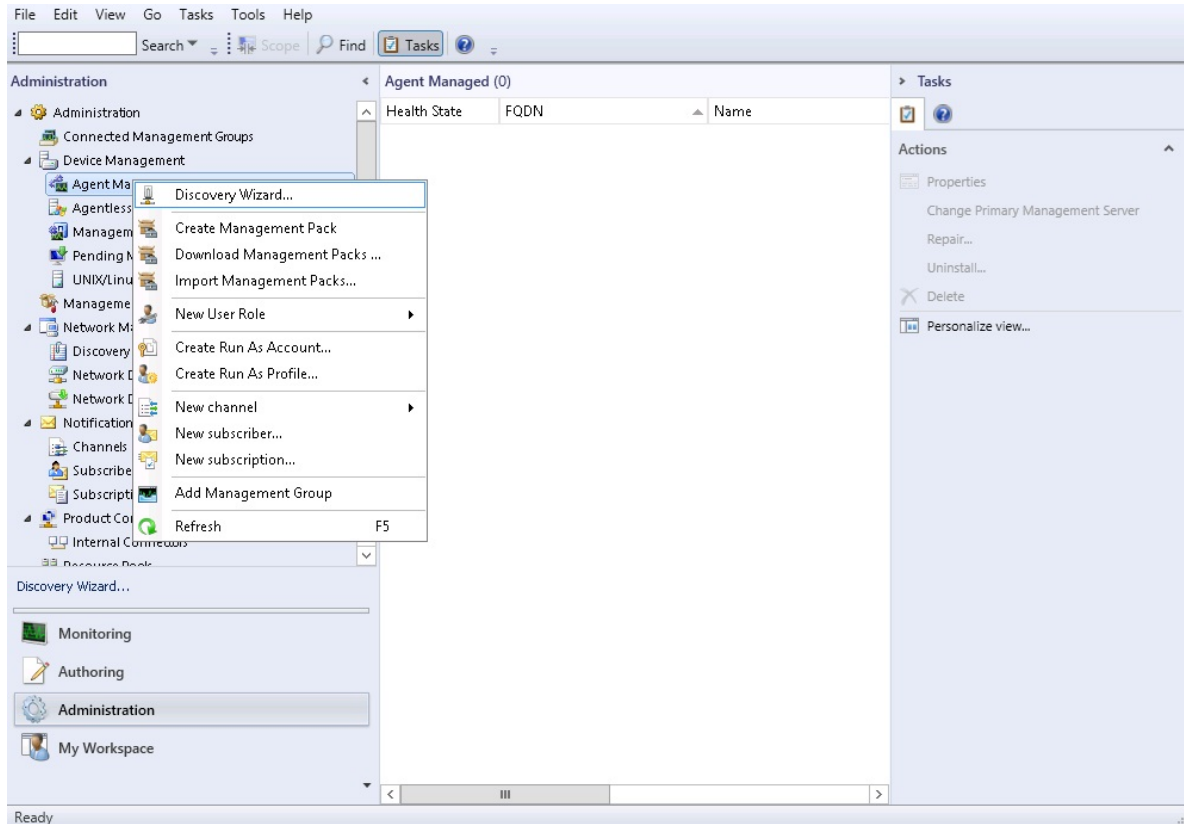 File Edit View Go Tasks Tools Help
Search Scope Find Tasks
Administration
Administration
Connected Management Groups
Device Management
Agent Ma
Agentless
Managem
Pending M
UNIX/Linu
Manageme
Network Ma
Discovery
Network D
Network D
Notification
Channels
Subscribe
Subscripti
Product Co
Internal Connectors
Discovery Wizard...
Create Management Pack
Download Management Packs ...
Import Management Packs...
New User Role
Create Run As Account...
Create Run As Profile...
New channel
New subscriber...
New subscription...
Add Management Group
Refresh F5
Discovery Wizard...
Monitoring
Authoring
Administration
My Workspace
Agent Managed (0)
Health State FQDN Name
Tasks
Actions
Properties
Change Primary Management Server
Repair...
Uninstall...
Delete
Personalize view...
Ready